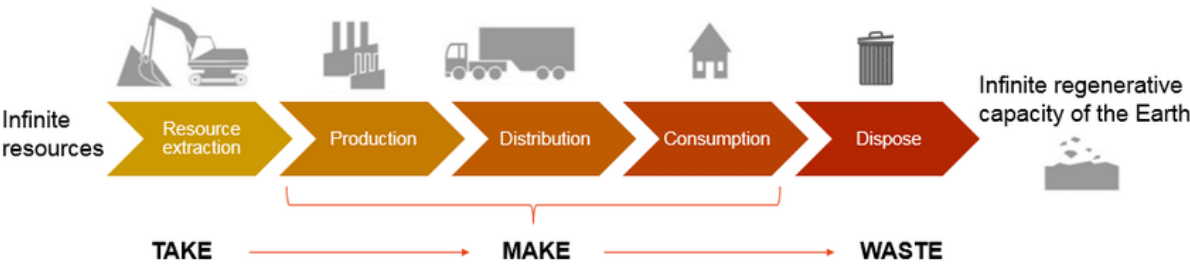 Infinite
resources
Resource
extraction
Production
Distribution
Consumption
Dispose
Infinite regenerative
capacity of the Earth
TAKE
MAKE
WASTE